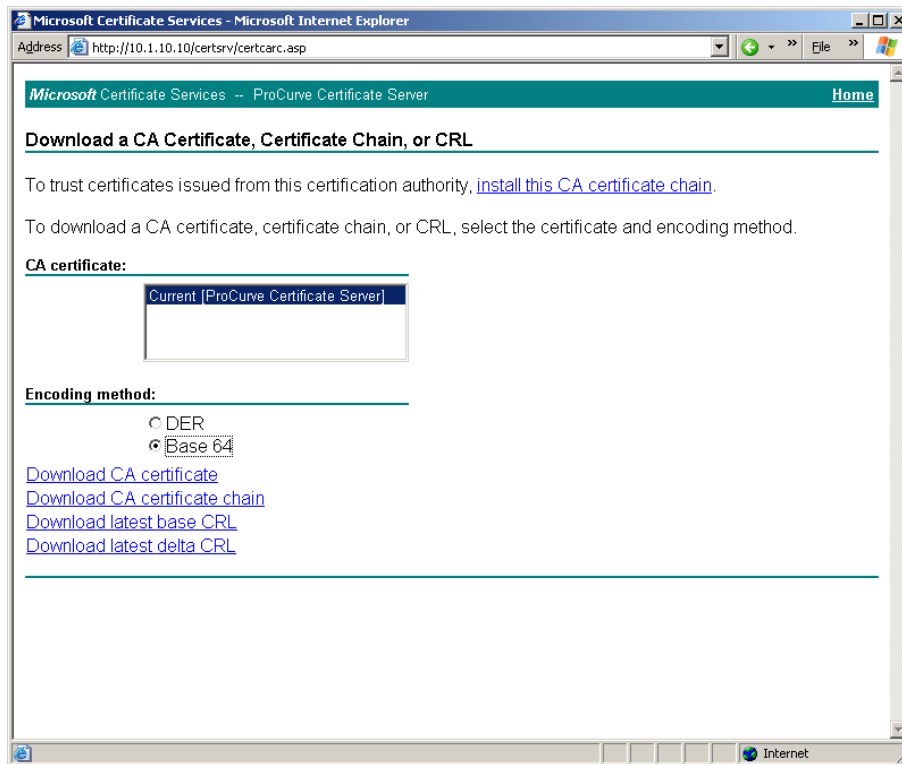 Microsoft Certificate Services - Microsoft Internet Explorer
Address http://10.1.10.10/certsrv/certcarc.asp » File »
Microsoft Certificate Services -- ProCurve Certificate Server Home
Download a CA Certificate, Certificate Chain, or CRL
To trust certificates issued from this certification authority, install this CA certificate chain.
To download a CA certificate, certificate chain, or CRL, select the certificate and encoding method.
CA certificate:
Current [ProCurve Certificate Server]
Encoding method:
DER
Base 64
Download CA certificate
Download CA certificate chain
Download latest base CRL
Download latest delta CRL
Internet